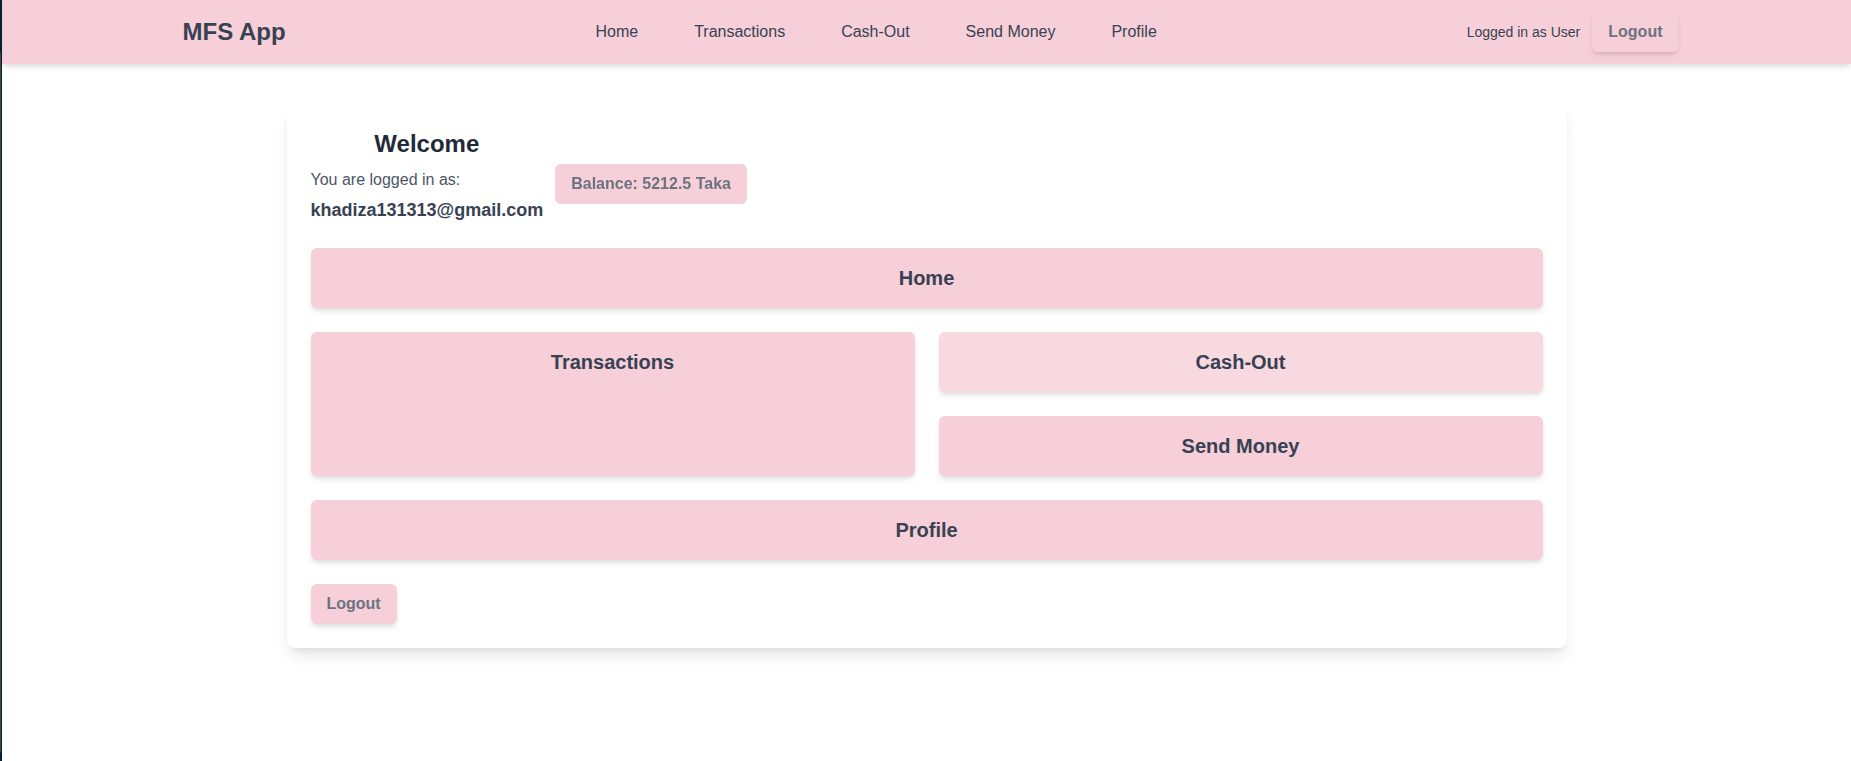 MFS App
Home
Transactions
Cash-Out
Send Money
Profile
Logged in as User
Logout
Welcome
You are logged in as:
khadiza131313@gmail.com
Balance: 5212.5 Taka
Home
Transactions
Cash-Out
Send Money
Profile
Logout